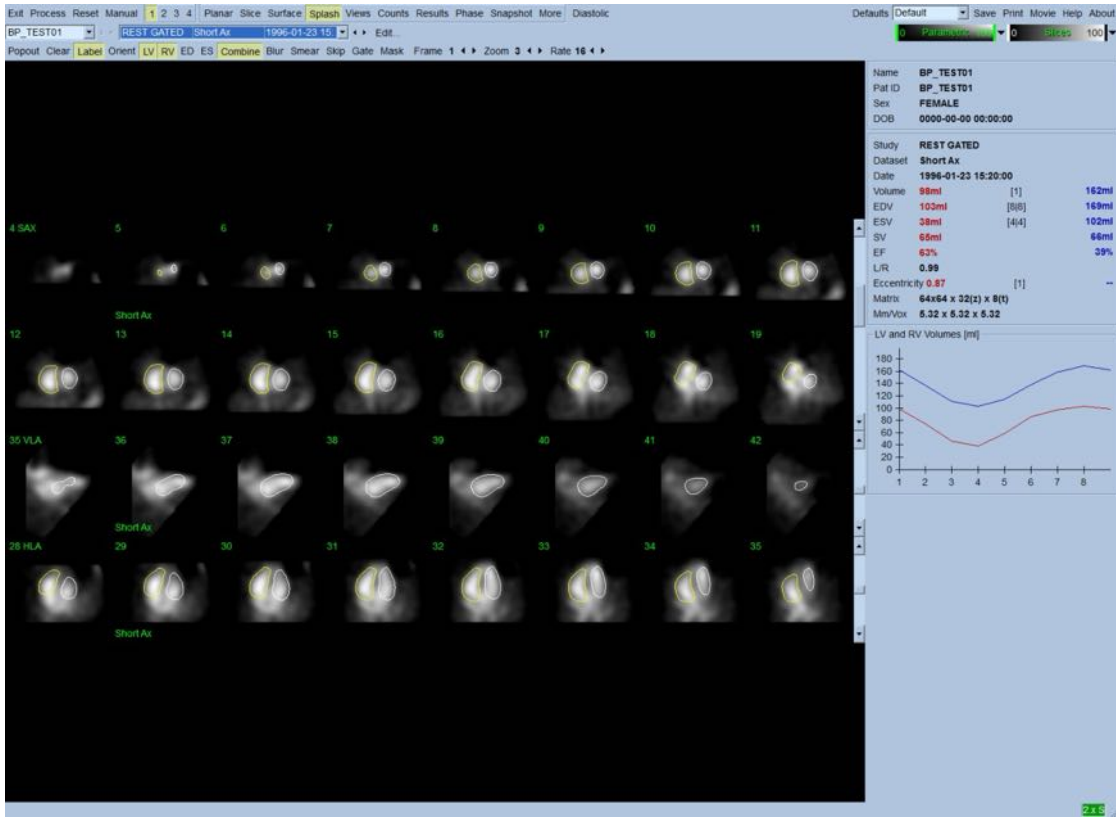 Exit Process Reset Manual 1 2 3 4 Planar Slice Surface Splash Views Counts Results Phase Snapshot More Diastolic Defaults Default Save Print Movie Help About
BP_TEST01 REST GATED Short Ax 1996-01-23 15: Edit... 0 Parametric 100 0 Slices 100
Popout Clear Label Orient LV RV ED ES Combine Blur Smear Skip Gate Mask Frame 1 Zoom 3 Rate 16
Name BP_TEST01
Pat ID BP_TEST01
Sex FEMALE
DOB 0000-00-00 00:00:00
Study REST GATED
Dataset Short Ax
Date 1996-01-23 15:20:00
Volume 98ml [1] 162ml
EDV 103ml [8|8] 169ml
ESV 38ml [4|4] 102ml
SV 65ml 66ml
EF 63% 39%
L/R 0.99
Eccentricity 0.87 [1] --
Matrix 64x64 x 32(z) x 8(t)
Mm/Vox 5.32 x 5.32 x 5.32
LV and RV Volumes [ml]
180
160
140
120
100
80
60
40
20
0
1 2 3 4 5 6 7 8
4 SAX 5 6 7 8 9 10 11
Short Ax
12 13 14 15 16 17 18 19
35 VLA 36 37 38 39 40 41 42
Short Ax
28 HLA 29 30 31 32 33 34 35
Short Ax
2 x S